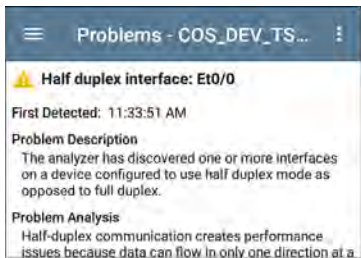 Problems - COS_DEV_TS...
Half duplex interface: Et0/0
First Detected: 11:33:51 AM
Problem Description
The analyzer has discovered one or more interfaces
on a device configured to use half duplex mode as
opposed to full duplex.
Problem Analysis
Half-duplex communication creates performance
issues because data can flow in only one direction at a